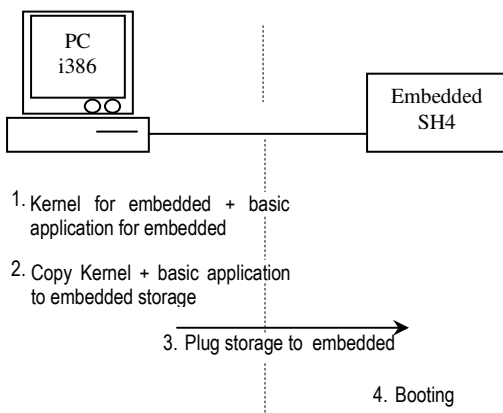 PC
i386
Embedded
SH4
1. Kernel for embedded + basic
application for embedded
2. Copy Kernel + basic application
to embedded storage
3. Plug storage to embedded
4. Booting